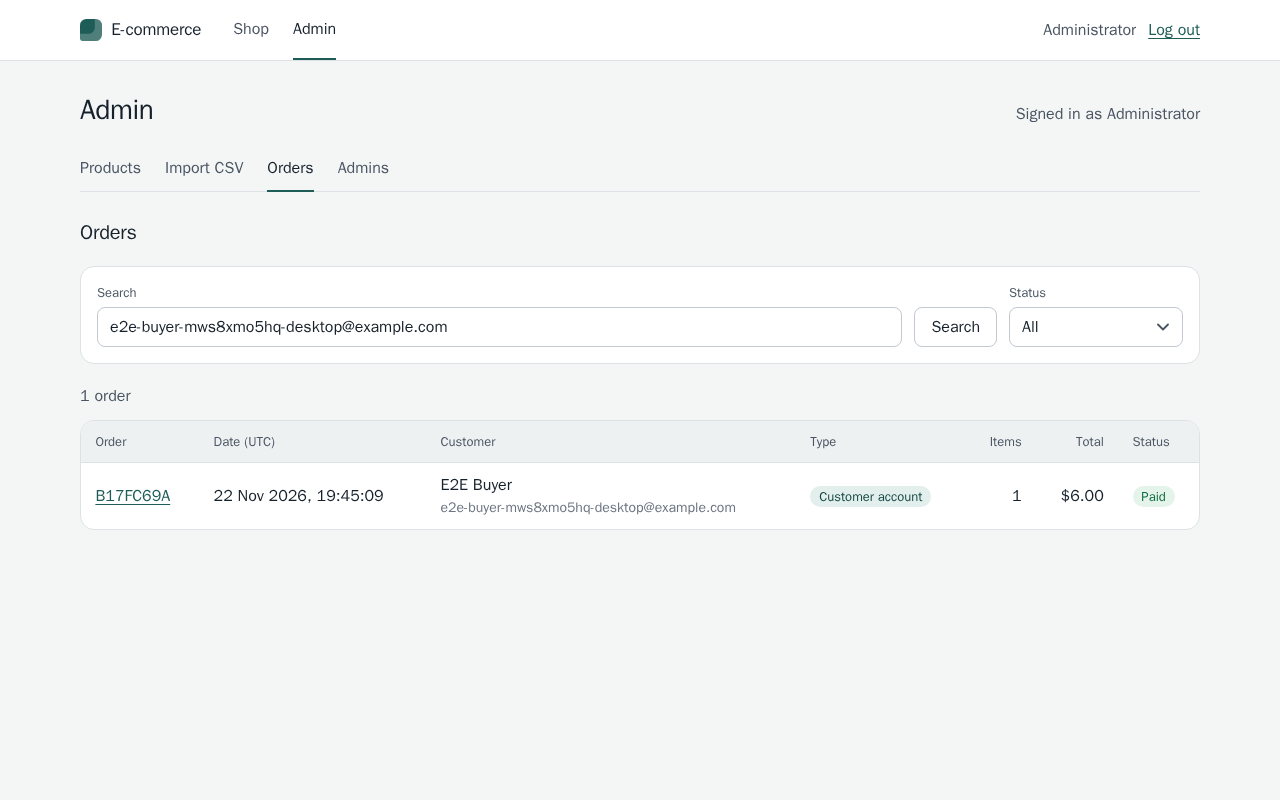 E-commerce Shop Admin Administrator Log out
Admin
Signed in as Administrator
Products Import CSV Orders Admins
Orders
Search Status
e2e-buyer-mws8xmo5hq-desktop@example.com Search All
1 order
Order Date (UTC) Customer Type Items Total Status
B17FC69A 22 Nov 2026, 19:45:09 E2E Buyer Customer account 1 $6.00 Paid
e2e-buyer-mws8xmo5hq-desktop@example.com